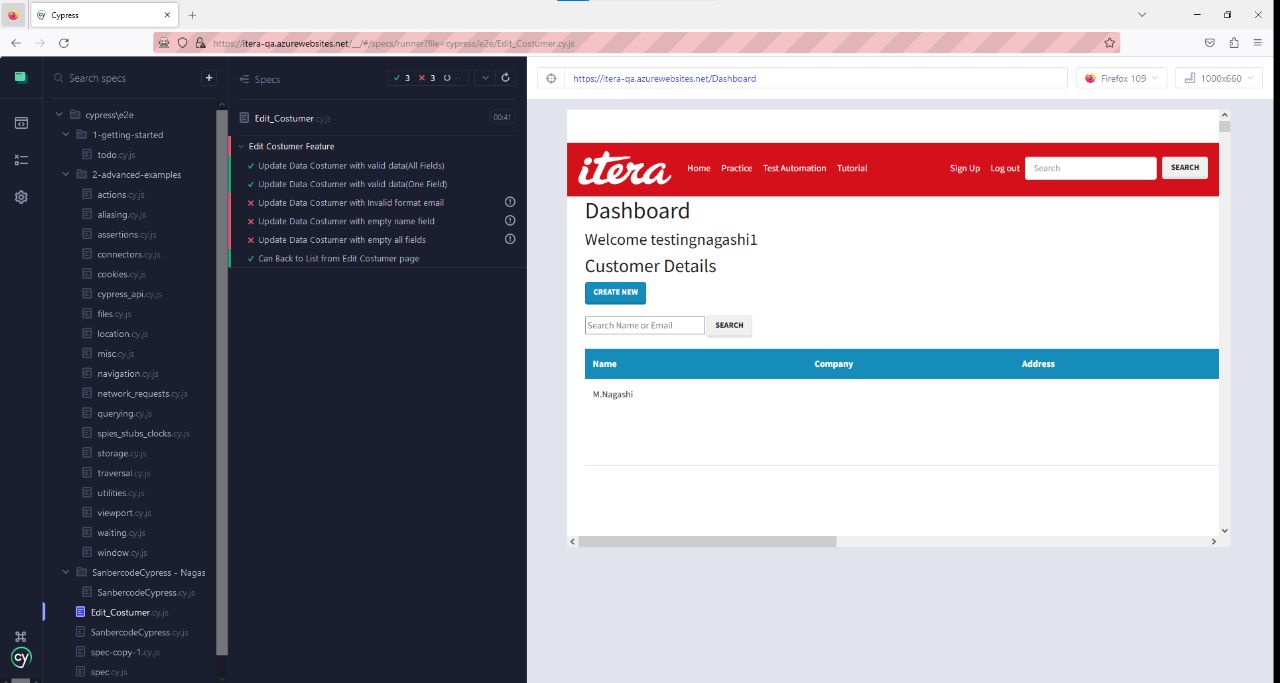 Cypress
https://itera-qa.azurewebsites.net/__/#/specs/runner?file=cypress/e2e/Edit_Costumer.cy.js
Search specs
+
cypress\e2e
1-getting-started
todo.cy.js
2-advanced-examples
actions.cy.js
aliasing.cy.js
assertions.cy.js
connectors.cy.js
cookies.cy.js
cypress_api.cy.js
files.cy.js
location.cy.js
misc.cy.js
navigation.cy.js
network_requests.cy.js
querying.cy.js
spies_stubs_clocks.cy.js
storage.cy.js
traversal.cy.js
utilities.cy.js
viewport.cy.js
waiting.cy.js
window.cy.js
SanbercodeCypress - Nagas
SanbercodeCypress.cy.js
Edit_Costumer.cy.js
SanbercodeCypress.cy.js
spec-copy-1.cy.js
spec.cy.js
cy
Specs
3 3 --
Edit_Costumer.cy.js 00:41
Edit Costumer Feature
Update Data Costumer with valid data(All Fields)
Update Data Costumer with valid data(One Field)
Update Data Costumer with Invalid format email
Update Data Costumer with empty name field
Update Data Costumer with empty all fields
Can Back to List from Edit Costumer page
https://itera-qa.azurewebsites.net/Dashboard
Firefox 109
1000x660
itera Home Practice Test Automation Tutorial Sign Up Log out Search SEARCH
Dashboard
Welcome testingnagashi1
Customer Details
CREATE NEW
Search Name or Email SEARCH
Name Company Address
M.Nagashi